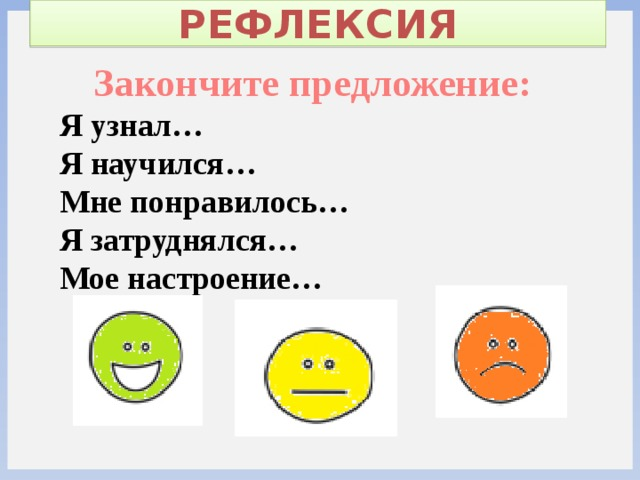 РЕФЛЕКСИЯ
Закончите предложение:
Я узнал…
Я научился…
Мне понравилось…
Я затруднялся…
Мое настроение…